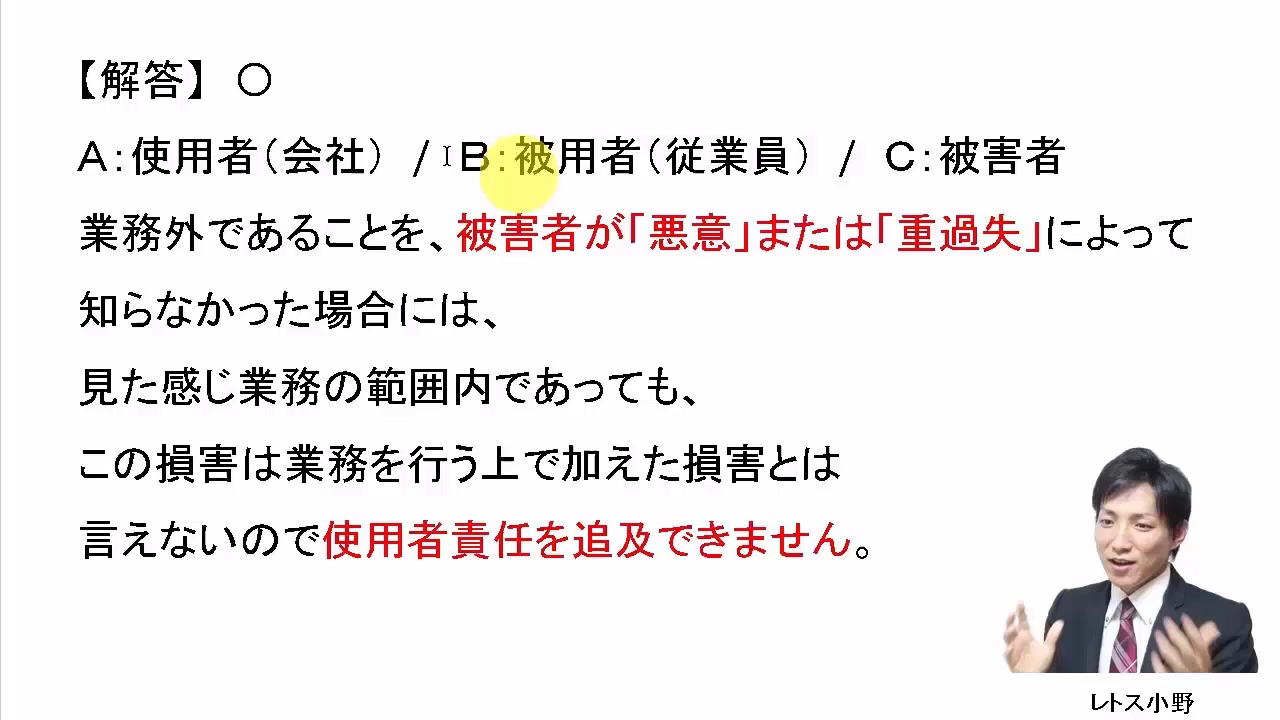 【解答】 ○
A：使用者（会社） / B：被用者（従業員） / C：被害者
業務外であることを、被害者が「悪意」または「重過失」によって
知らなかった場合には、
見た感じ業務の範囲内であっても、
この損害は業務を行う上で加えた損害とは
言えないので使用者責任を追及できません。
レトス小野